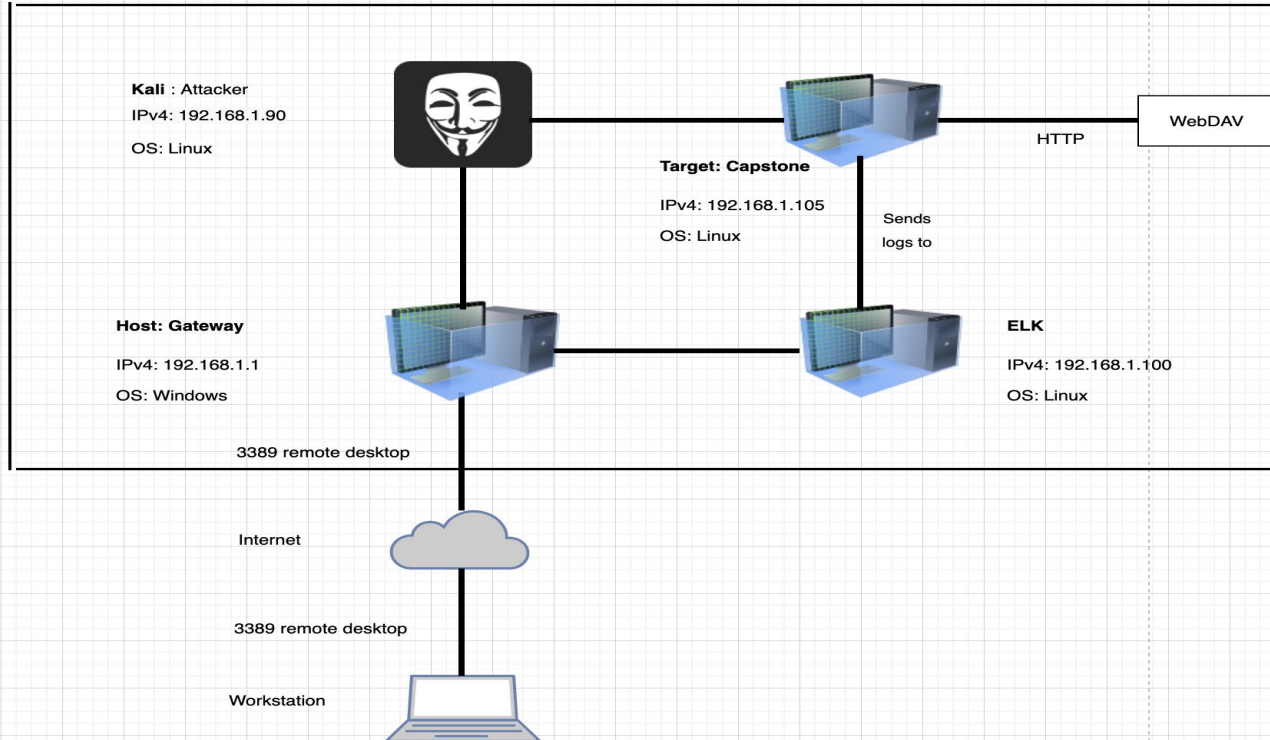 Kali : Attacker
IPv4: 192.168.1.90
OS: Linux
HTTP
WebDAV
Target: Capstone
IPv4: 192.168.1.105
OS: Linux
Sends
logs to
Host: Gateway
IPv4: 192.168.1.1
OS: Windows
ELK
IPv4: 192.168.1.100
OS: Linux
3389 remote desktop
Internet
3389 remote desktop
Workstation